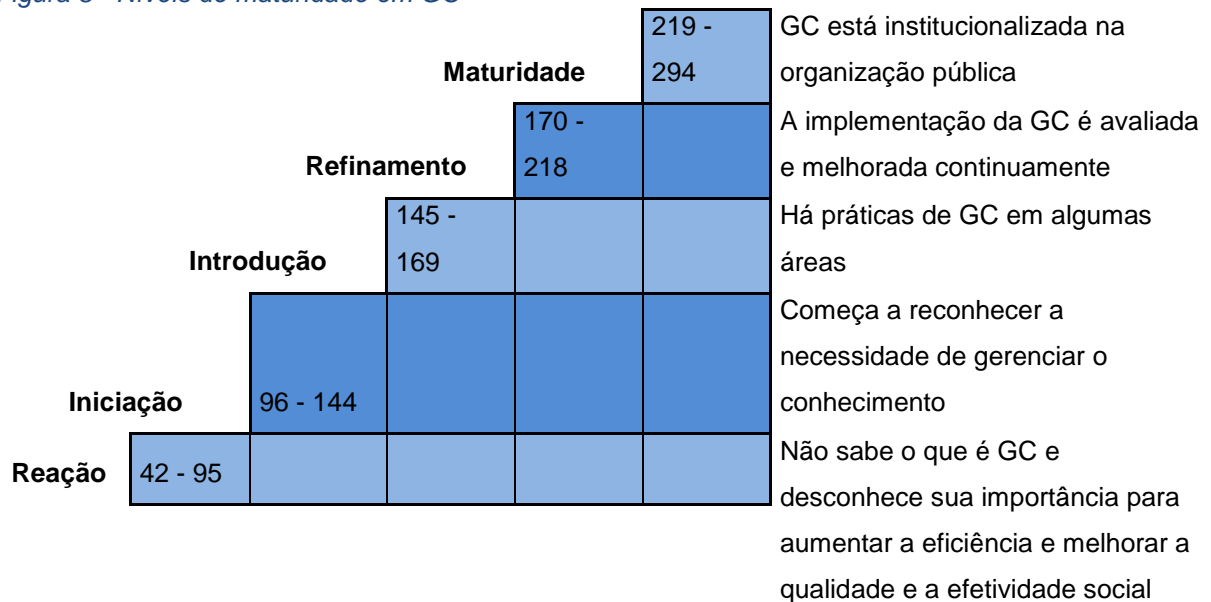 219 -
294
GC está institucionalizada na
organização pública
Maturidade
170 -
218
A implementação da GC é avaliada
e melhorada continuamente
Refinamento
145 -
169
Há práticas de GC em algumas
áreas
Introdução
96 - 144
Começa a reconhecer a
necessidade de gerenciar o
conhecimento
Iniciação
42 - 95
Não sabe o que é GC e
desconhece sua importância para
aumentar a eficiência e melhorar a
qualidade e a efetividade social
Reação